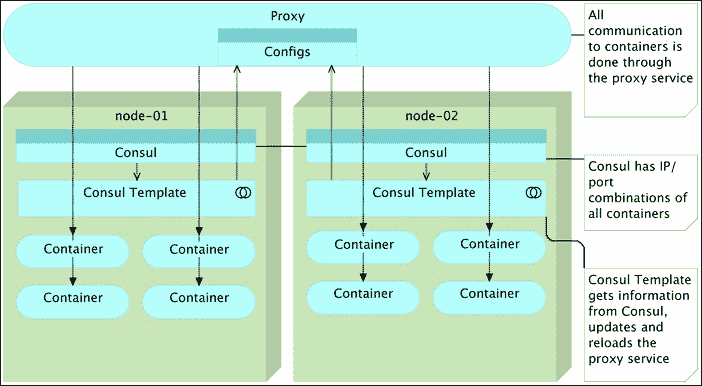 Proxy
Configs
All
communication
to containers is
done through
the proxy service
node-01
node-02
Consul
Consul
Consul has IP/
port
combinations of
all containers
Consul Template
Consul Template
Container
Container
Container
Container
Container
Container
Container
Container
Consul Template
gets information
from Consul,
updates and
reloads the
proxy service